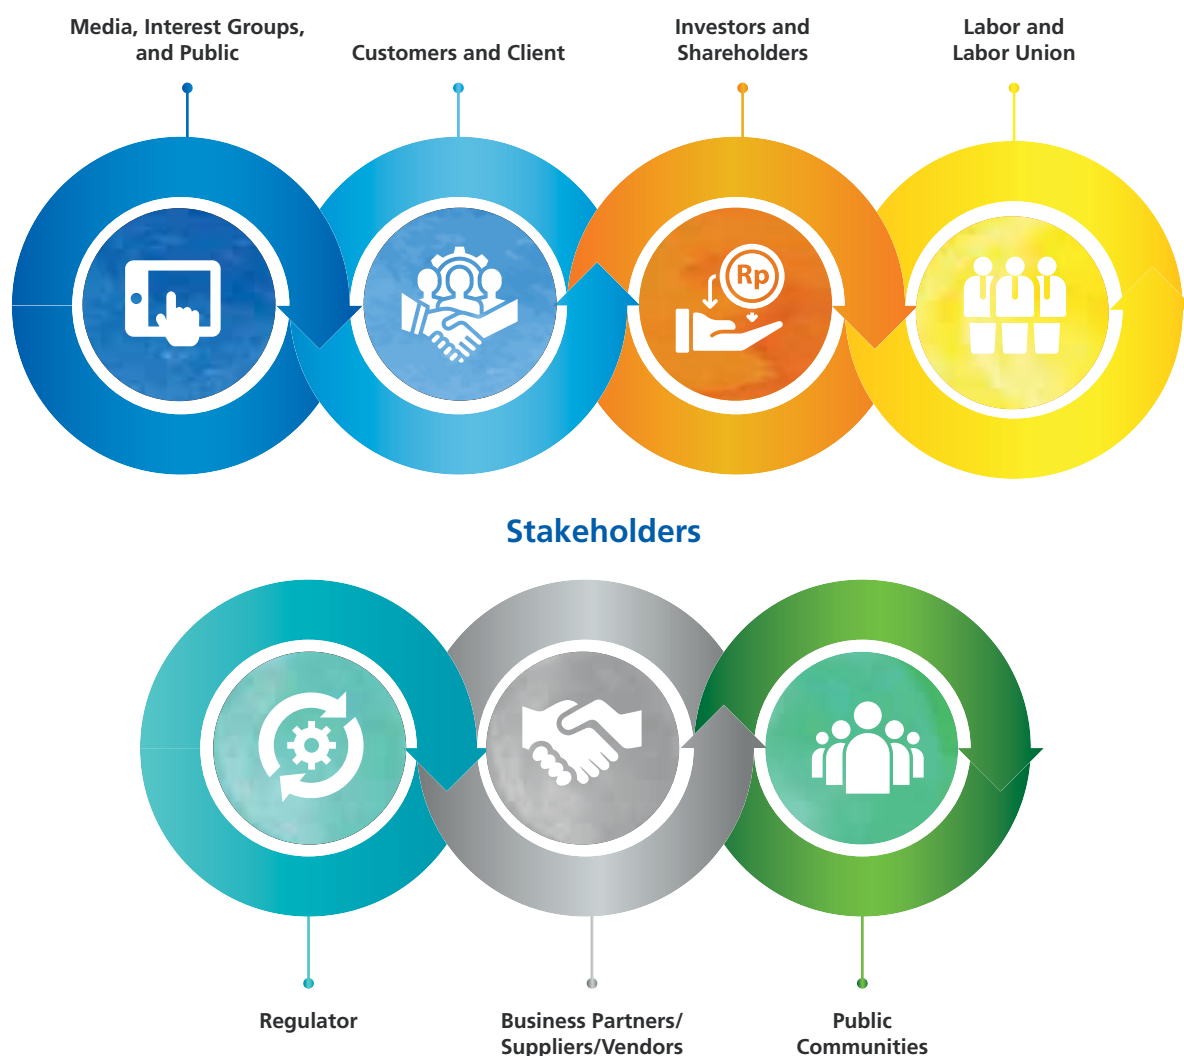 Media, Interest Groups,
and Public
Customers and Client
Investors and
Shareholders
Labor and
Labor Union
Rp
Stakeholders
Regulator
Business Partners/
Suppliers/Vendors
Public
Communities